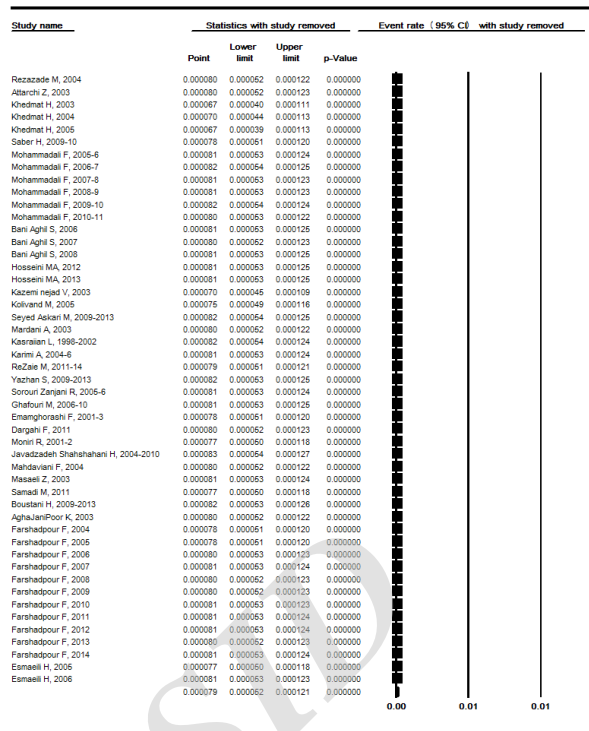 Study name Statistics with study removed Event rate (95% CI) with study removed
Lower Upper
Point limit limit p-Value
Rezazade M, 2004 0.000080 0.000052 0.000122 0.000000
Attarchi Z, 2003 0.000080 0.000052 0.000123 0.000000
Khedmat H, 2003 0.000067 0.000040 0.000111 0.000000
Khedmat H, 2004 0.000070 0.000044 0.000113 0.000000
Khedmat H, 2005 0.000067 0.000039 0.000113 0.000000
Saber H, 2009-10 0.000078 0.000051 0.000120 0.000000
Mohammadali F, 2005-6 0.000081 0.000053 0.000124 0.000000
Mohammadali F, 2006-7 0.000082 0.000054 0.000125 0.000000
Mohammadali F, 2007-8 0.000081 0.000053 0.000123 0.000000
Mohammadali F, 2008-9 0.000081 0.000053 0.000123 0.000000
Mohammadali F, 2009-10 0.000082 0.000054 0.000124 0.000000
Mohammadali F, 2010-11 0.000080 0.000053 0.000122 0.000000
Bani Aghil S, 2006 0.000081 0.000053 0.000125 0.000000
Bani Aghil S, 2007 0.000080 0.000052 0.000123 0.000000
Bani Aghil S, 2008 0.000081 0.000053 0.000125 0.000000
Hosseini MA, 2012 0.000081 0.000053 0.000125 0.000000
Hosseini MA, 2013 0.000081 0.000053 0.000125 0.000000
Kazemi nejad V, 2003 0.000070 0.000045 0.000109 0.000000
Kolivand M, 2005 0.000075 0.000049 0.000116 0.000000
Seyed Askari M, 2009-2013 0.000082 0.000054 0.000125 0.000000
Mardani A, 2003 0.000080 0.000052 0.000122 0.000000
Kasraiian L, 1998-2002 0.000082 0.000054 0.000124 0.000000
Karimi A, 2004-6 0.000081 0.000053 0.000124 0.000000
ReZaie M, 2011-14 0.000079 0.000051 0.000121 0.000000
Yazhan S, 2009-2013 0.000082 0.000053 0.000125 0.000000
Sorouri Zanjani R, 2005-6 0.000081 0.000053 0.000124 0.000000
Ghafouri M, 2006-10 0.000081 0.000053 0.000125 0.000000
Emamghorashi F, 2001-3 0.000078 0.000051 0.000120 0.000000
Dargahi F, 2011 0.000080 0.000052 0.000123 0.000000
Moniri R, 2001-2 0.000077 0.000050 0.000118 0.000000
Javadzadeh Shahshahani H, 2004-2010 0.000083 0.000054 0.000127 0.000000
Mahdaviani F, 2004 0.000080 0.000052 0.000122 0.000000
Masaeli Z, 2003 0.000081 0.000053 0.000124 0.000000
Samadi M, 2011 0.000077 0.000050 0.000118 0.000000
Boustani H, 2009-2013 0.000082 0.000053 0.000126 0.000000
AghaJaniPoor K, 2003 0.000080 0.000052 0.000122 0.000000
Farshadpour F, 2004 0.000078 0.000051 0.000120 0.000000
Farshadpour F, 2005 0.000078 0.000051 0.000120 0.000000
Farshadpour F, 2006 0.000080 0.000053 0.000123 0.000000
Farshadpour F, 2007 0.000081 0.000053 0.000124 0.000000
Farshadpour F, 2008 0.000080 0.000052 0.000123 0.000000
Farshadpour F, 2009 0.000080 0.000052 0.000123 0.000000
Farshadpour F, 2010 0.000081 0.000053 0.000123 0.000000
Farshadpour F, 2011 0.000081 0.000053 0.000124 0.000000
Farshadpour F, 2012 0.000081 0.000053 0.000124 0.000000
Farshadpour F, 2013 0.000080 0.000052 0.000123 0.000000
Farshadpour F, 2014 0.000081 0.000053 0.000124 0.000000
Esmaeili H, 2005 0.000077 0.000050 0.000118 0.000000
Esmaeili H, 2006 0.000081 0.000053 0.000123 0.000000
0.000079 0.000052 0.000121 0.000000
0.00 0.01 0.01